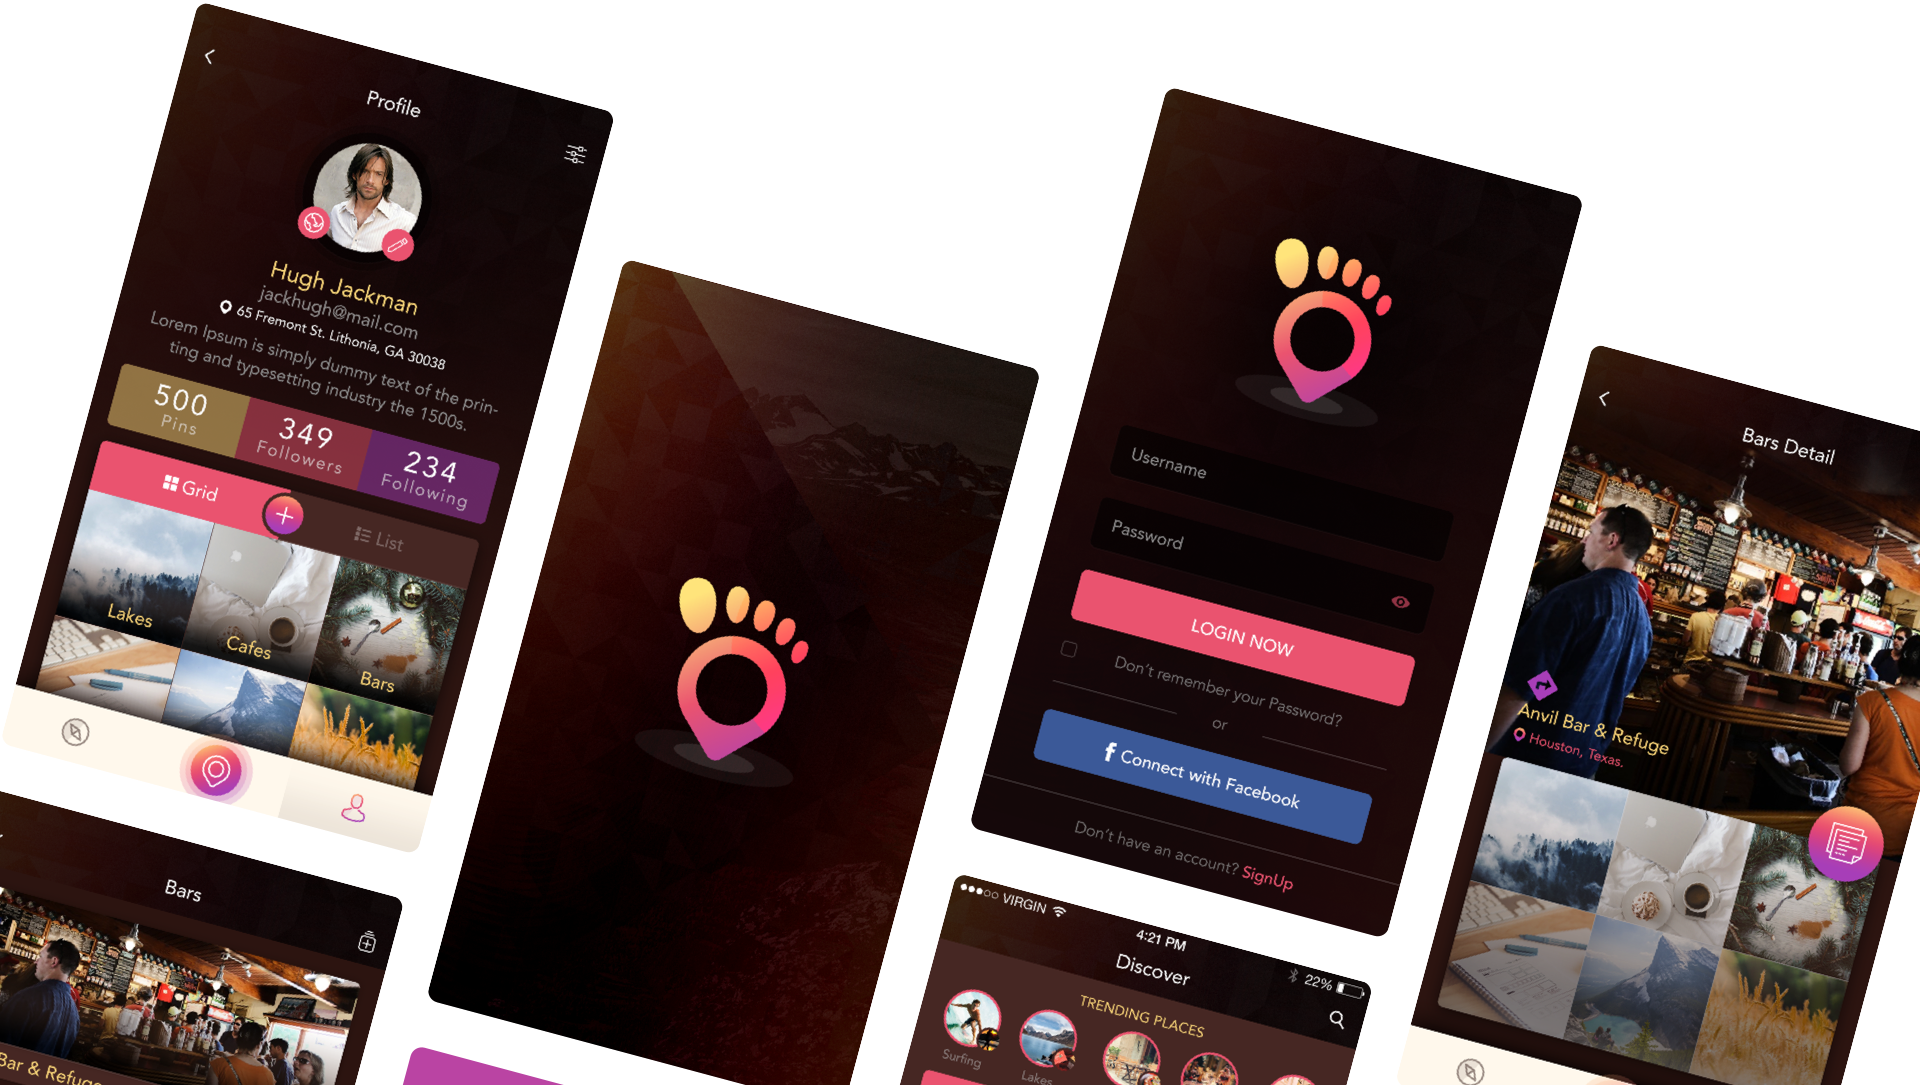 Profile
Hugh Jackman
jackhugh@mail.com
65 Fremont St. Lithonia, GA 30038
Lorem Ipsum is simply dummy text of the prin-
ting and typesetting industry the 1500s.
500
Pins
349
Followers
234
Following
Grid
List
Lakes
Cafes
Bars
Bars
Bar & Refuge
Username
Password
LOGIN NOW
Don't remember your Password?
or
f Connect with Facebook
Don't have an account? SignUp
VIRGIN
4:21 PM
22%
Discover
TRENDING PLACES
Surfing
Lakes
Bars Detail
Anvil Bar & Refuge
Houston, Texas.